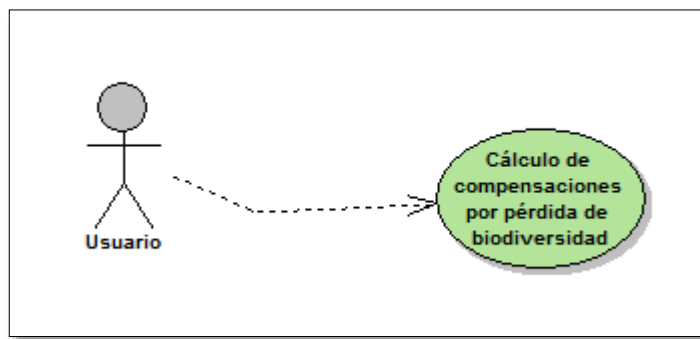 Usuario
Cálculo de
compensaciones
por pérdida de
biodiversidad